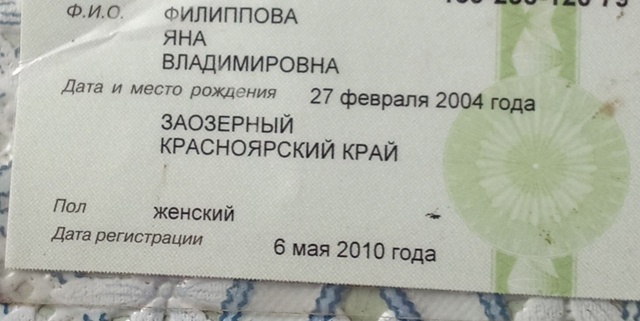 Ф.И.О. ФИЛИППОВА
ЯНА
ВЛАДИМИРОВНА
Дата и место рождения 27 февраля 2004 года
ЗАОЗЕРНЫЙ
КРАСНОЯРСКИЙ КРАЙ
Пол женский
Дата регистрации 6 мая 2010 года